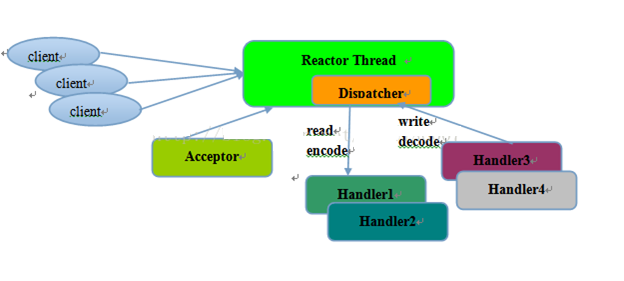 client
client
client
Reactor Thread
Dispatcher
Acceptor
read
encode
write
decode
Handler1
Handler2
Handler3
Handler4